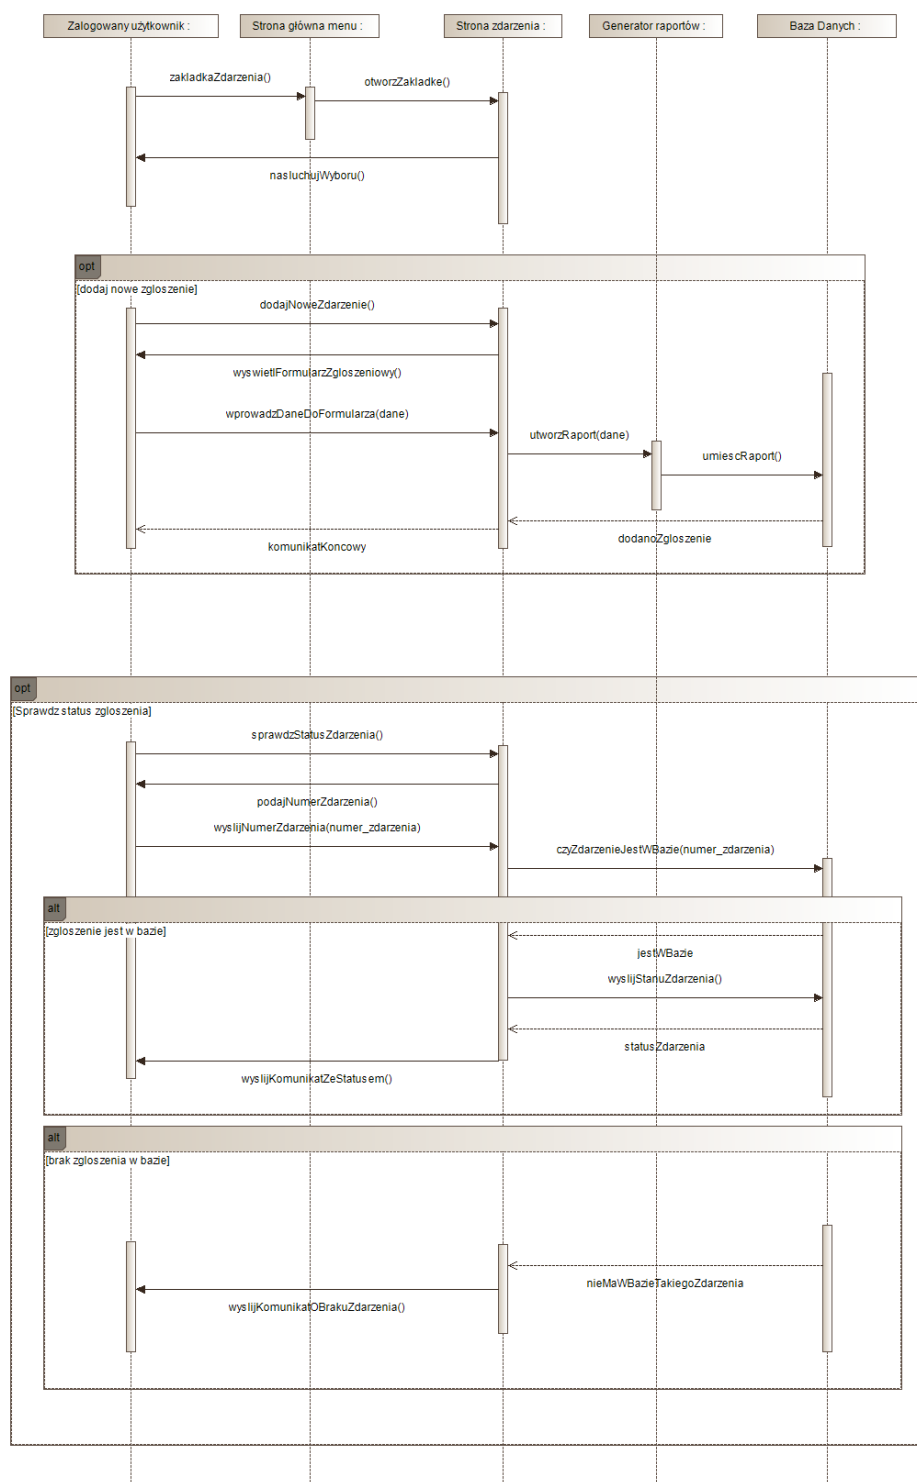 Zalogowany użytkownik :
Strona główna menu :
Strona zdarzenia :
Generator raportów :
Baza Danych :
zakladkaZdarzenia()
otworzZakladke()
nasluchujWyboru()
opt
[dodaj nowe zgloszenie]
dodajNoweZdarzenie()
wyswietlFormularzZgloszeniowy()
wprowadzDaneDoFormularza(dane)
utworzRaport(dane)
umiescRaport()
dodanoZgloszenie
komunikatKoncowy
opt
[Sprawdz status zgloszenia]
sprawdzStatusZdarzenia()
podajNumerZdarzenia()
wyslijNumerZdarzenia(numer_zdarzenia)
czyZdarzenieJestWBazie(numer_zdarzenia)
alt
[zgloszenie jest w bazie]
jestWBazie
wyslijStanuZdarzenia()
statusZdarzenia
wyslijKomunikatZeStatusem()
alt
[brak zgloszenia w bazie]
nieMaWBazieTakiegoZdarzenia
wyslijKomunikatOBrakuZdarzenia()